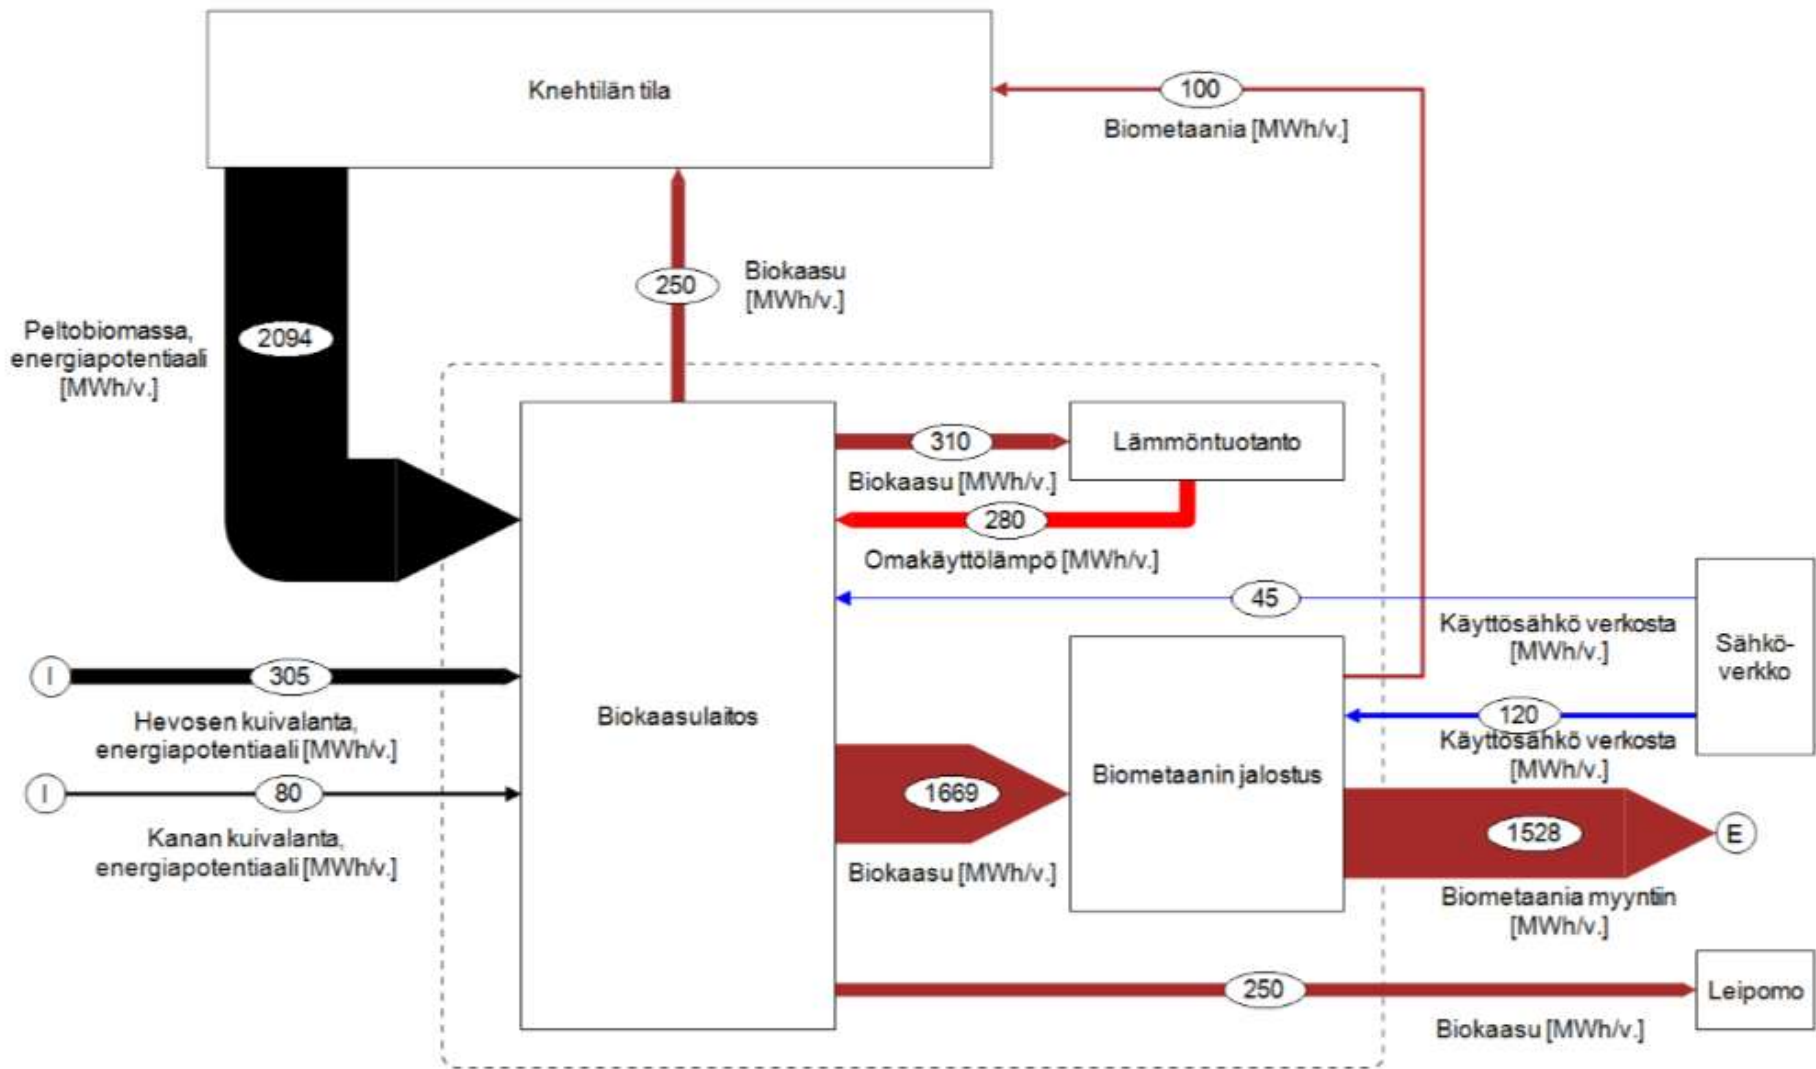 Knehtilän tila
100
Biometaania [MWh/v.]
250
Biokaasu
[MWh/v.]
Peltobiomassa,
energiapotentiaali
[MWh/v.]
2094
310
Biokaasu [MWh/v.]
Lämmöntuotanto
280
Omakäyttölämpö [MWh/v.]
45
Käyttösähkö verkosta
[MWh/v.]
Sähkö-
verkko
I
305
Hevosen kuivalanta,
energiapotentiaali [MWh/v.]
Biokaasulaitos
120
Käyttösähkö verkosta
[MWh/v.]
I
80
Kanan kuivalanta,
energiapotentiaali [MWh/v.]
1669
Biokaasu [MWh/v.]
Biometaanin jalostus
1528
E
Biometaania myyntiin
[MWh/v.]
250
Biokaasu [MWh/v.]
Leipomo